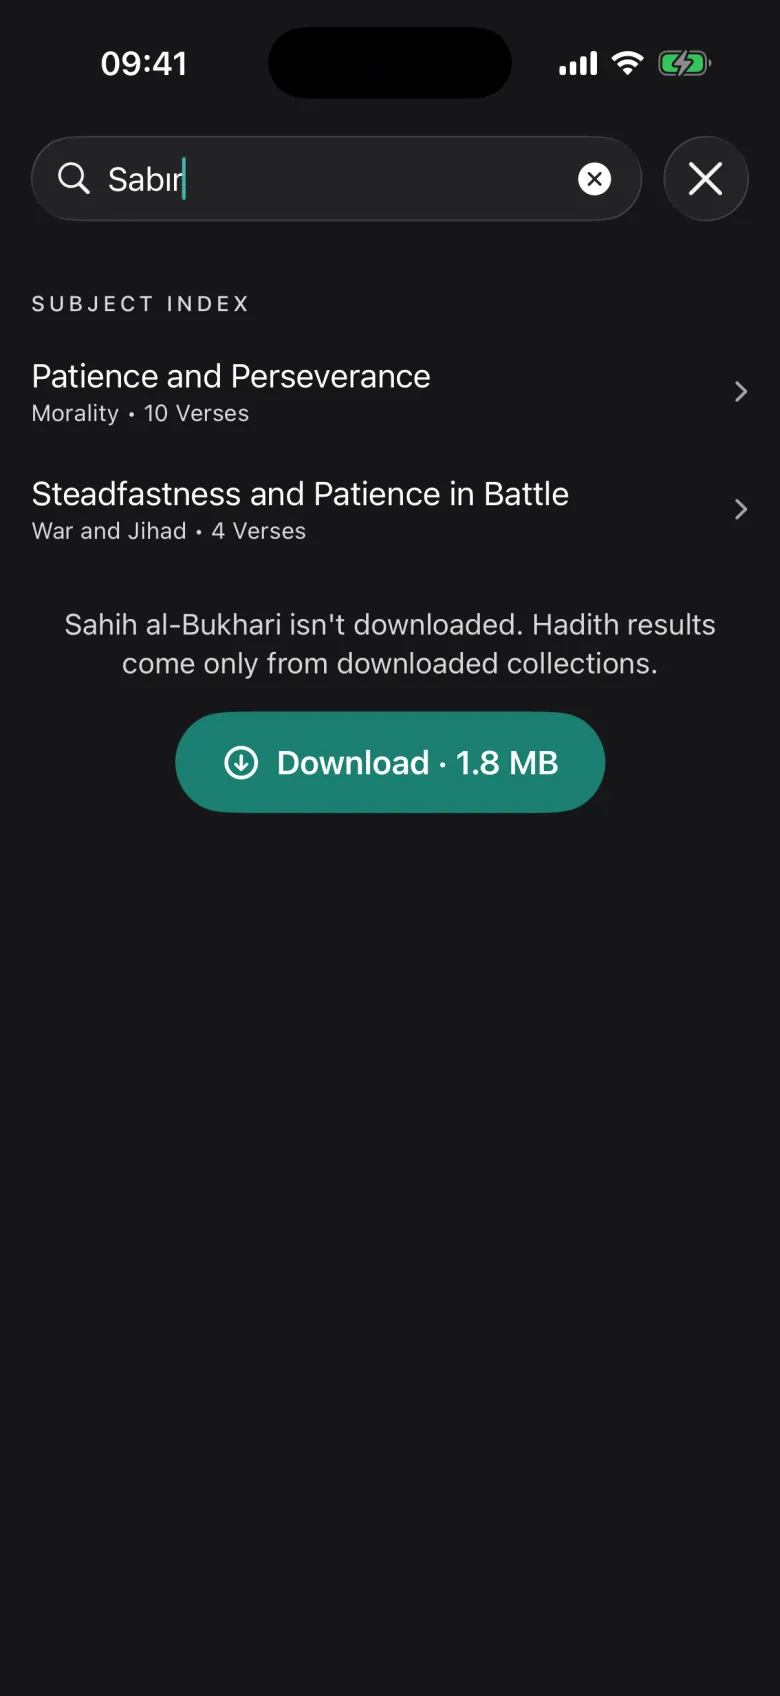 09:41
Sabır
SUBJECT INDEX
Patience and Perseverance
Morality • 10 Verses
Steadfastness and Patience in Battle
War and Jihad • 4 Verses
Sahih al-Bukhari isn't downloaded. Hadith results
come only from downloaded collections.
Download · 1.8 MB